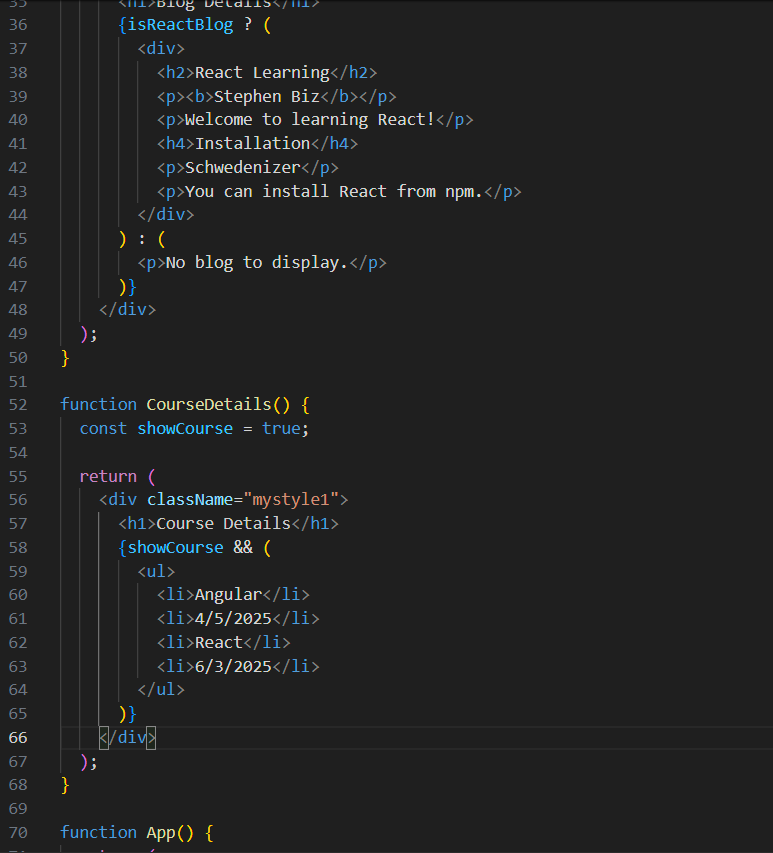 35 <h1>Blog Details</h1>
36 {isReactBlog ? (
37 <div>
38 <h2>React Learning</h2>
39 <p><b>Stephen Biz</b></p>
40 <p>Welcome to learning React!</p>
41 <h4>Installation</h4>
42 <p>Schwedenizer</p>
43 <p>You can install React from npm.</p>
44 </div>
45 ) : (
46 <p>No blog to display.</p>
47 )}
48 </div>
49 );
50 }
51
52 function CourseDetails() {
53 const showCourse = true;
54
55 return (
56 <div className="mystyle1">
57 <h1>Course Details</h1>
58 {showCourse && (
59 <ul>
60 <li>Angular</li>
61 <li>4/5/2025</li>
62 <li>React</li>
63 <li>6/3/2025</li>
64 </ul>
65 )}
66 </div>
67 );
68 }
69
70 function App() {